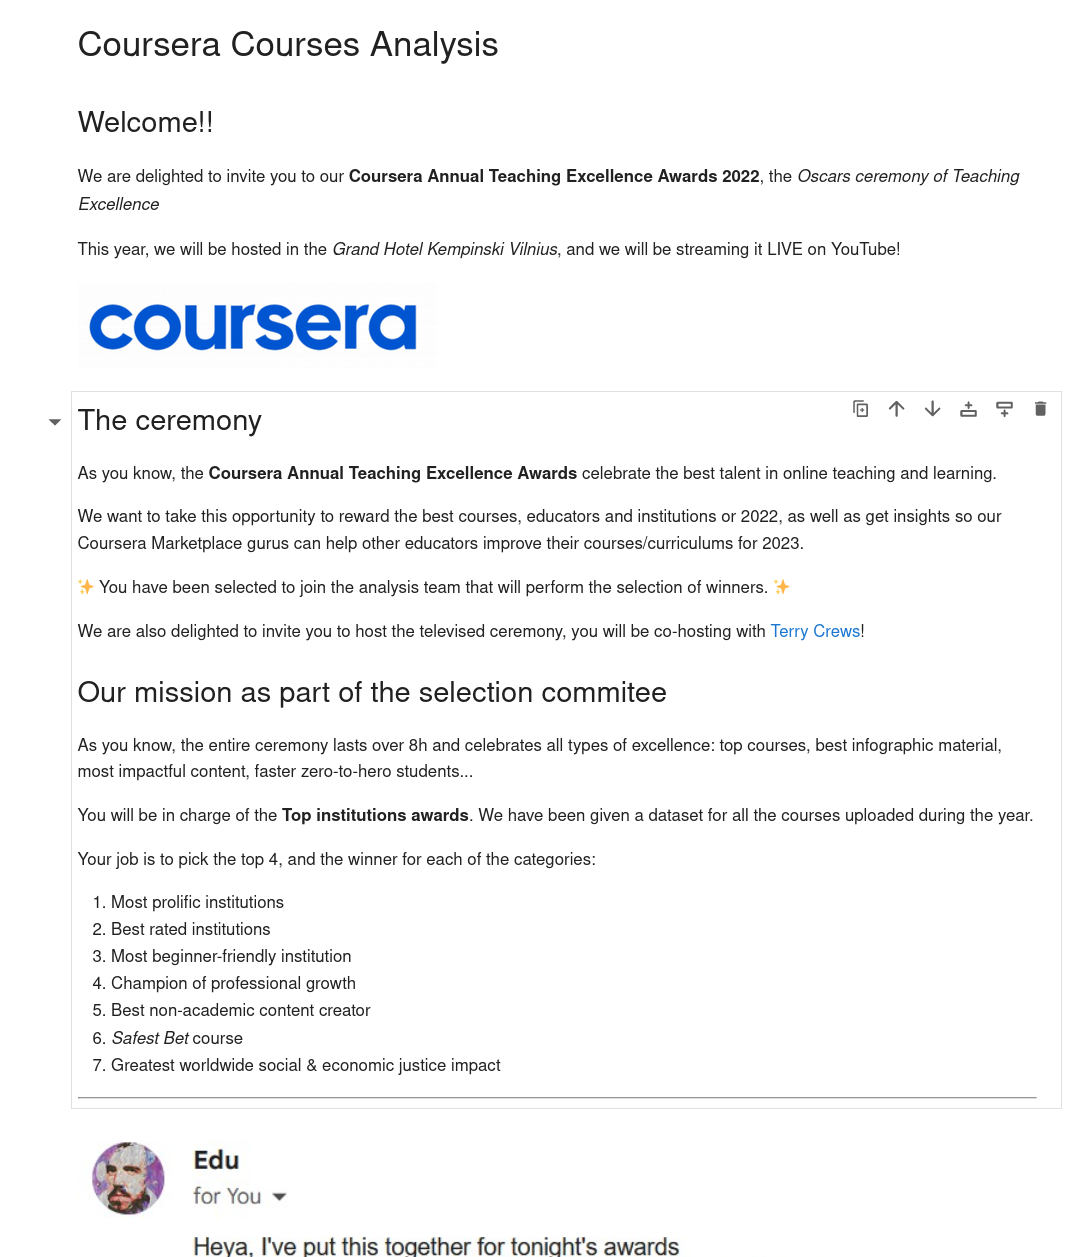 Coursera Courses Analysis
Welcome!!
We are delighted to invite you to our Coursera Annual Teaching Excellence Awards 2022, the Oscars ceremony of Teaching
Excellence
This year, we will be hosted in the Grand Hotel Kempinski Vilnius, and we will be streaming it LIVE on YouTube!
coursera
The ceremony
As you know, the Coursera Annual Teaching Excellence Awards celebrate the best talent in online teaching and learning.
We want to take this opportunity to reward the best courses, educators and institutions or 2022, as well as get insights so our
Coursera Marketplace gurus can help other educators improve their courses/curriculums for 2023.
✨ You have been selected to join the analysis team that will perform the selection of winners. ✨
We are also delighted to invite you to host the televised ceremony, you will be co-hosting with Terry Crews!
Our mission as part of the selection commitee
As you know, the entire ceremony lasts over 8h and celebrates all types of excellence: top courses, best infographic material,
most impactful content, faster zero-to-hero students...
You will be in charge of the Top institutions awards. We have been given a dataset for all the courses uploaded during the year.
Your job is to pick the top 4, and the winner for each of the categories:
1. Most prolific institutions
2. Best rated institutions
3. Most beginner-friendly institution
4. Champion of professional growth
5. Best non-academic content creator
6. Safest Bet course
7. Greatest worldwide social & economic justice impact
Edu
for You
Heya, I've put this together for tonight's awards